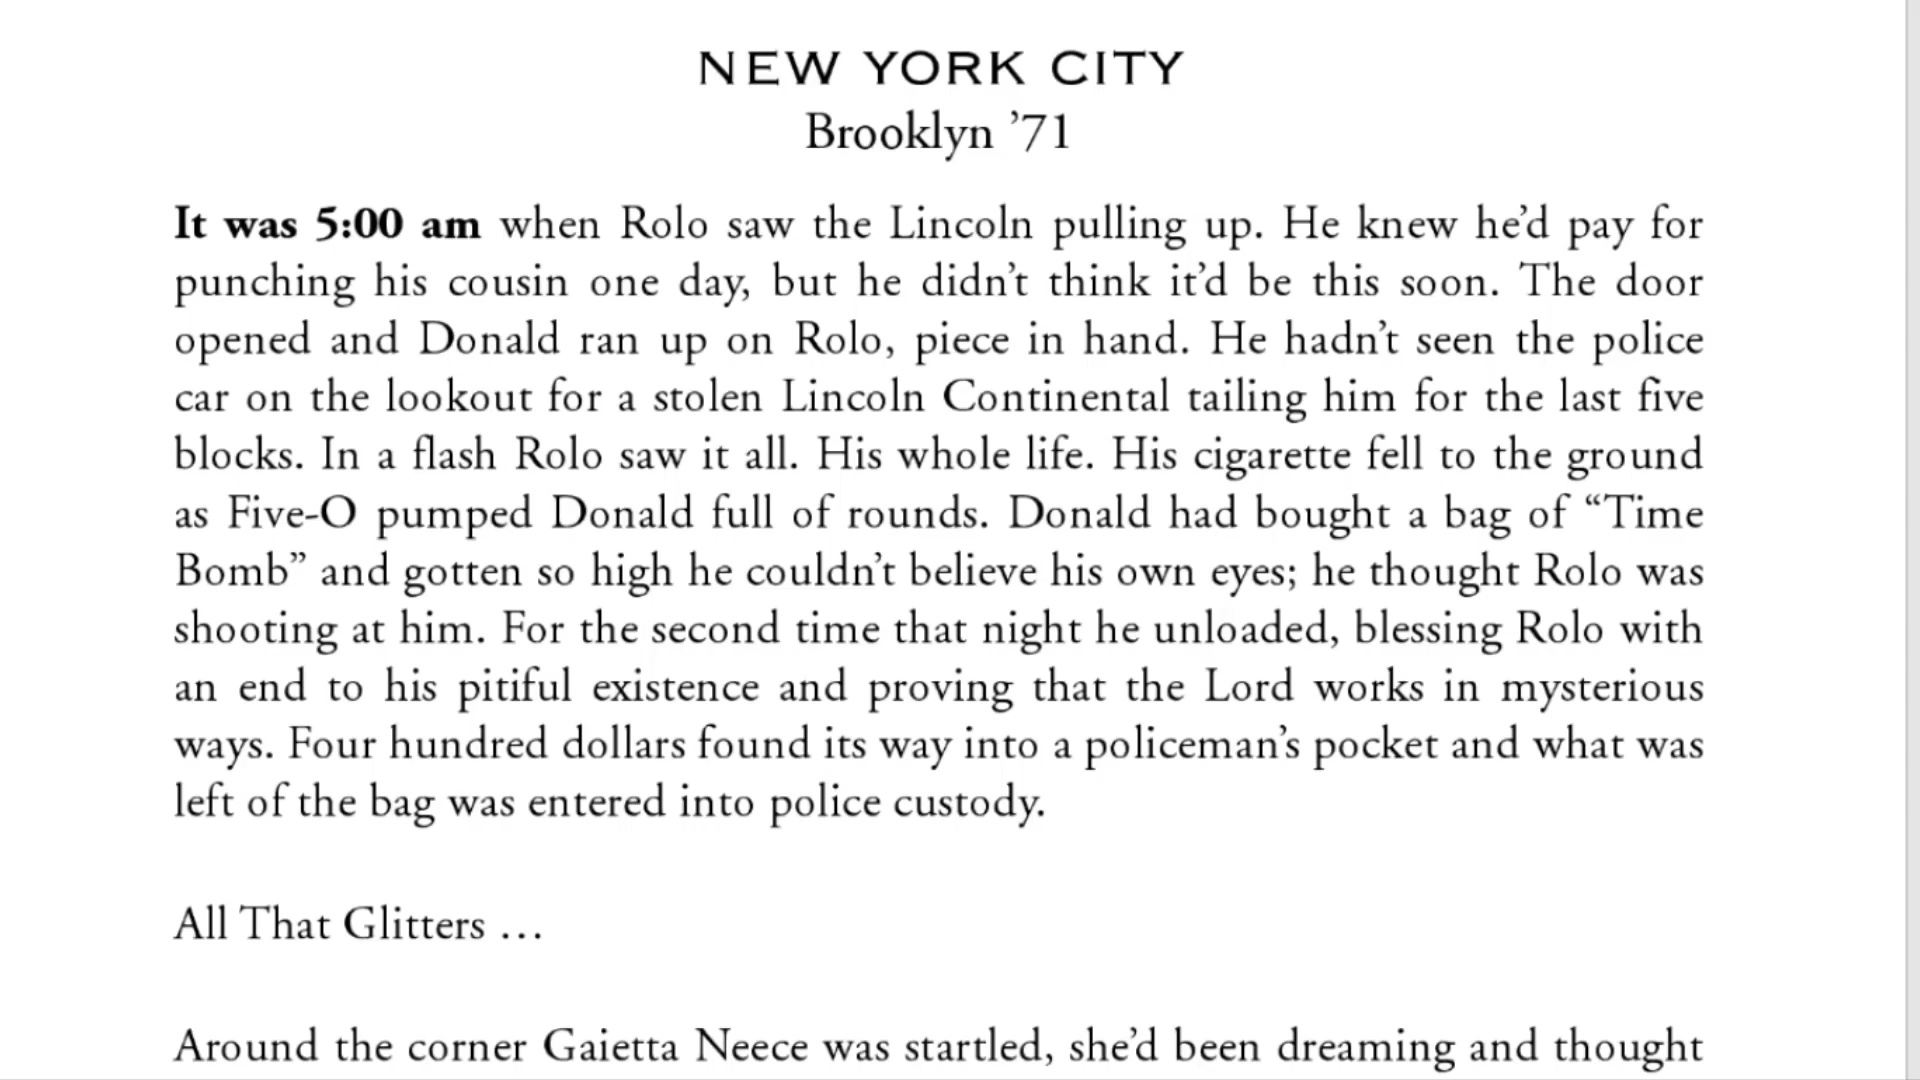 NEW YORK CITY
Brooklyn ’71
It was 5:00 am when Rolo saw the Lincoln pulling up. He knew he’d pay for
punching his cousin one day, but he didn’t think it’d be this soon. The door
opened and Donald ran up on Rolo, piece in hand. He hadn’t seen the police
car on the lookout for a stolen Lincoln Continental tailing him for the last five
blocks. In a flash Rolo saw it all. His whole life. His cigarette fell to the ground
as Five-O pumped Donald full of rounds. Donald had bought a bag of “Time
Bomb” and gotten so high he couldn’t believe his own eyes; he thought Rolo was
shooting at him. For the second time that night he unloaded, blessing Rolo with
an end to his pitiful existence and proving that the Lord works in mysterious
ways. Four hundred dollars found its way into a policeman’s pocket and what was
left of the bag was entered into police custody.
All That Glitters …
Around the corner Gaietta Neece was startled, she’d been dreaming and thought